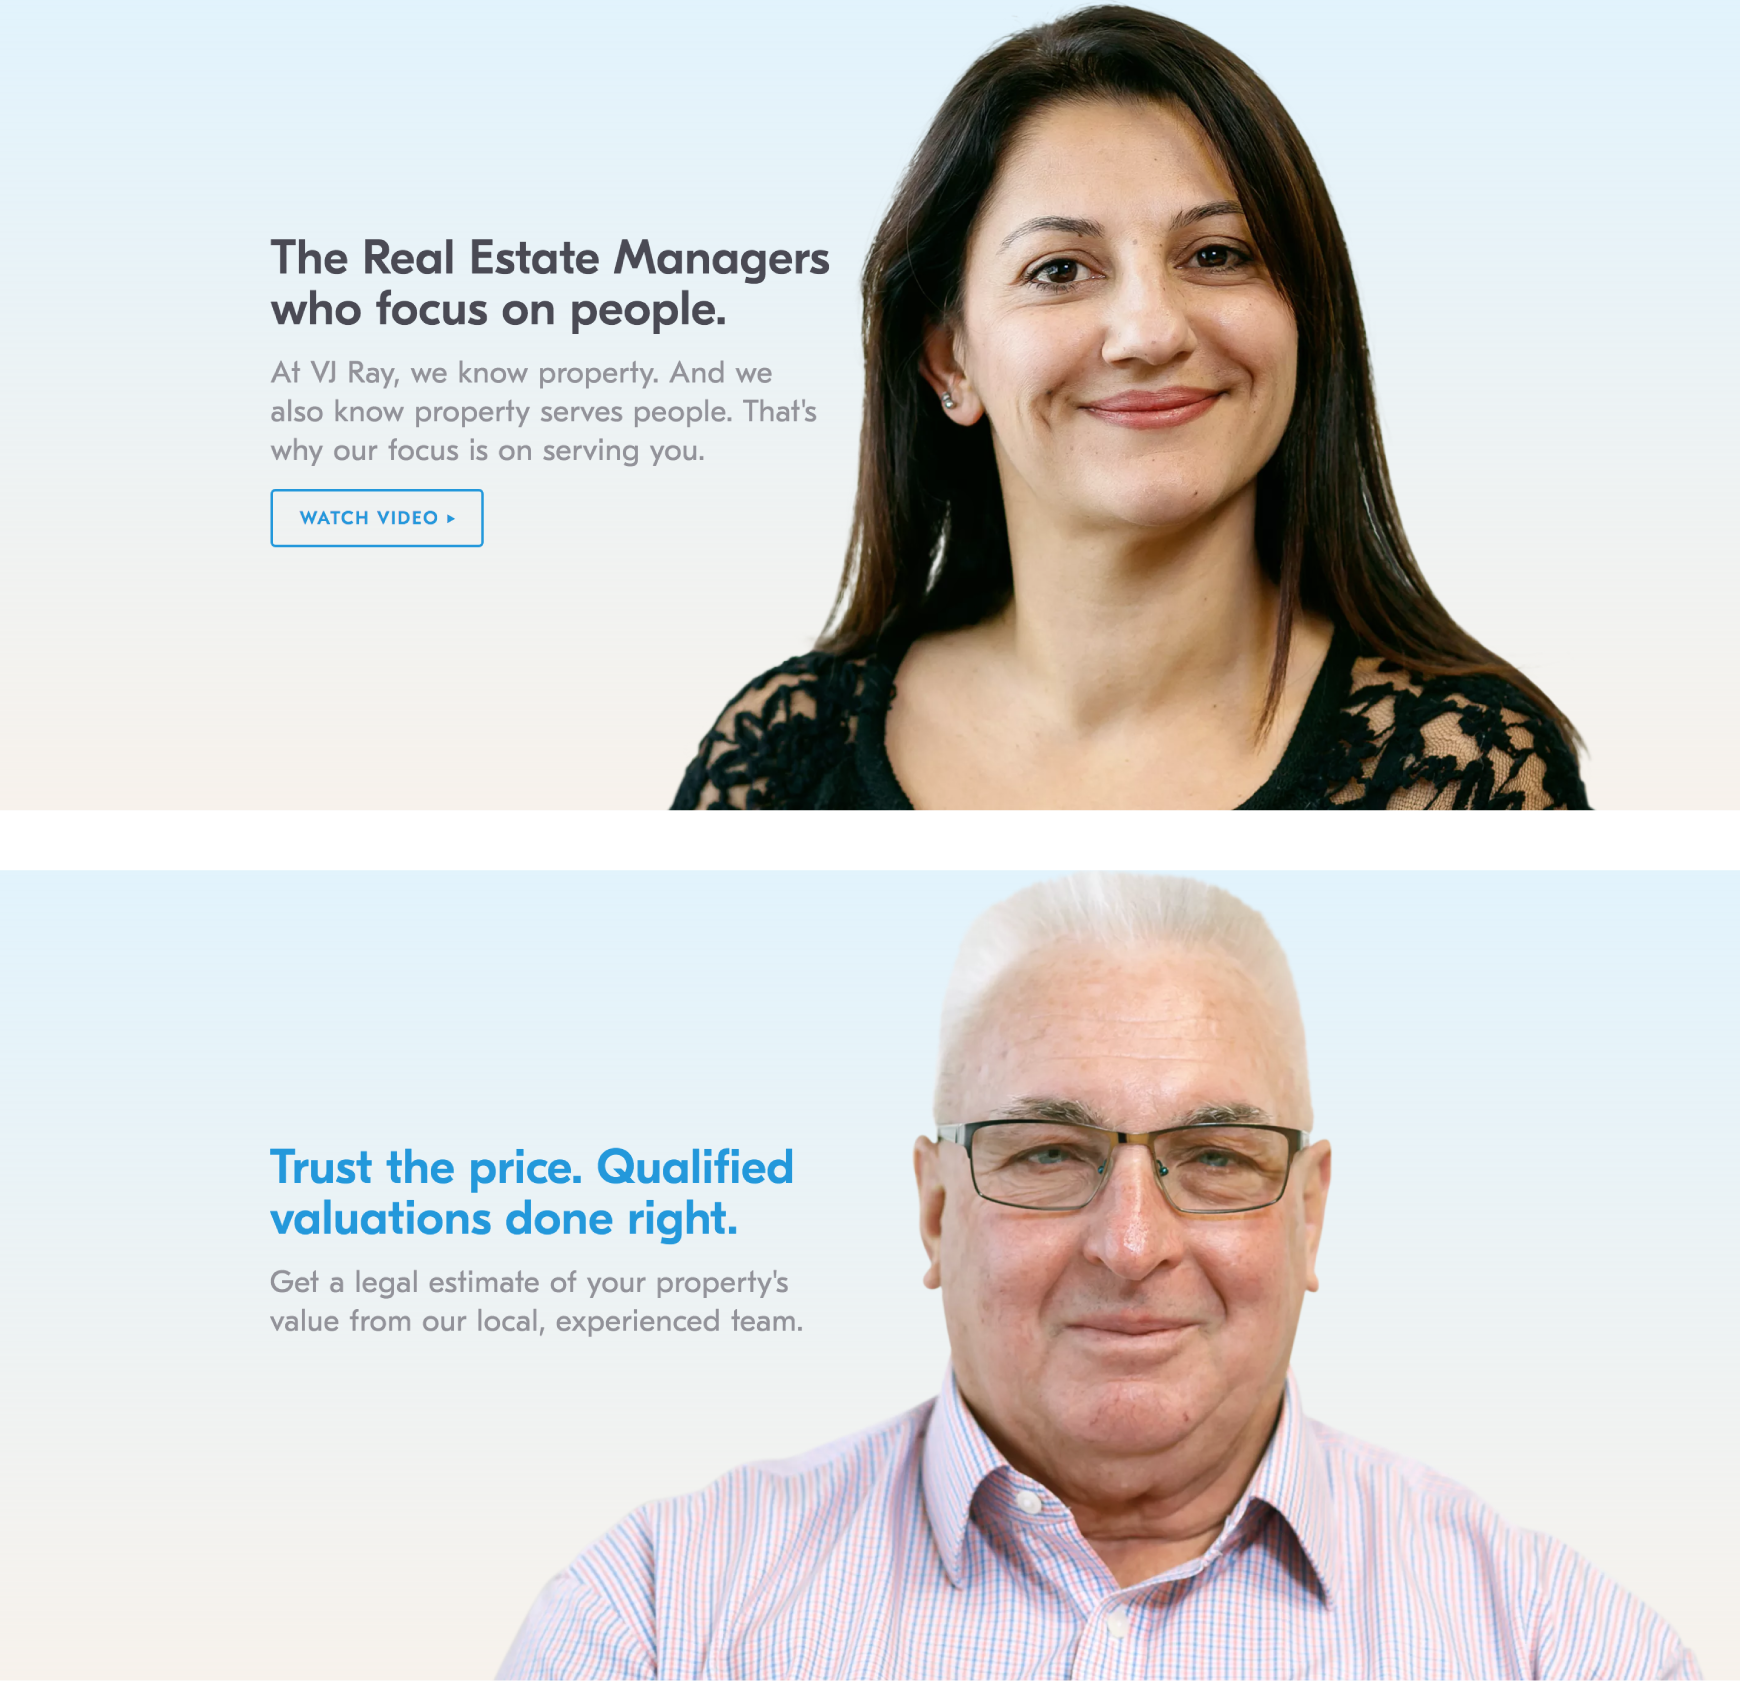 The Real Estate Managers
who focus on people.
At VJ Ray, we know property. And we
also know property serves people. That's
why our focus is on serving you.
WATCH VIDEO ▸
Trust the price. Qualified
valuations done right.
Get a legal estimate of your property's
value from our local, experienced team.